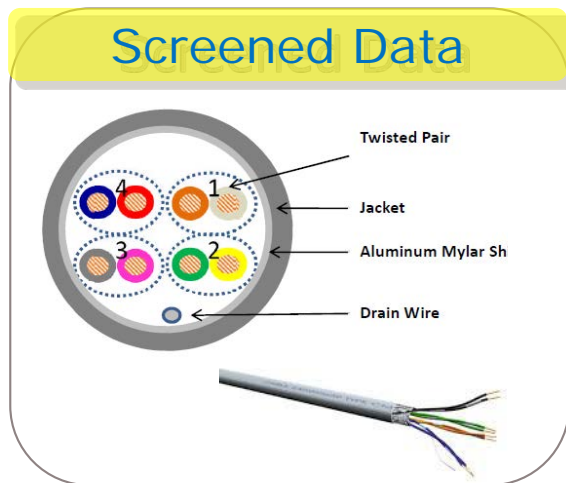 Screened Data
Twisted Pair
4
1
Jacket
3
2
Aluminum Mylar Sh
Drain Wire